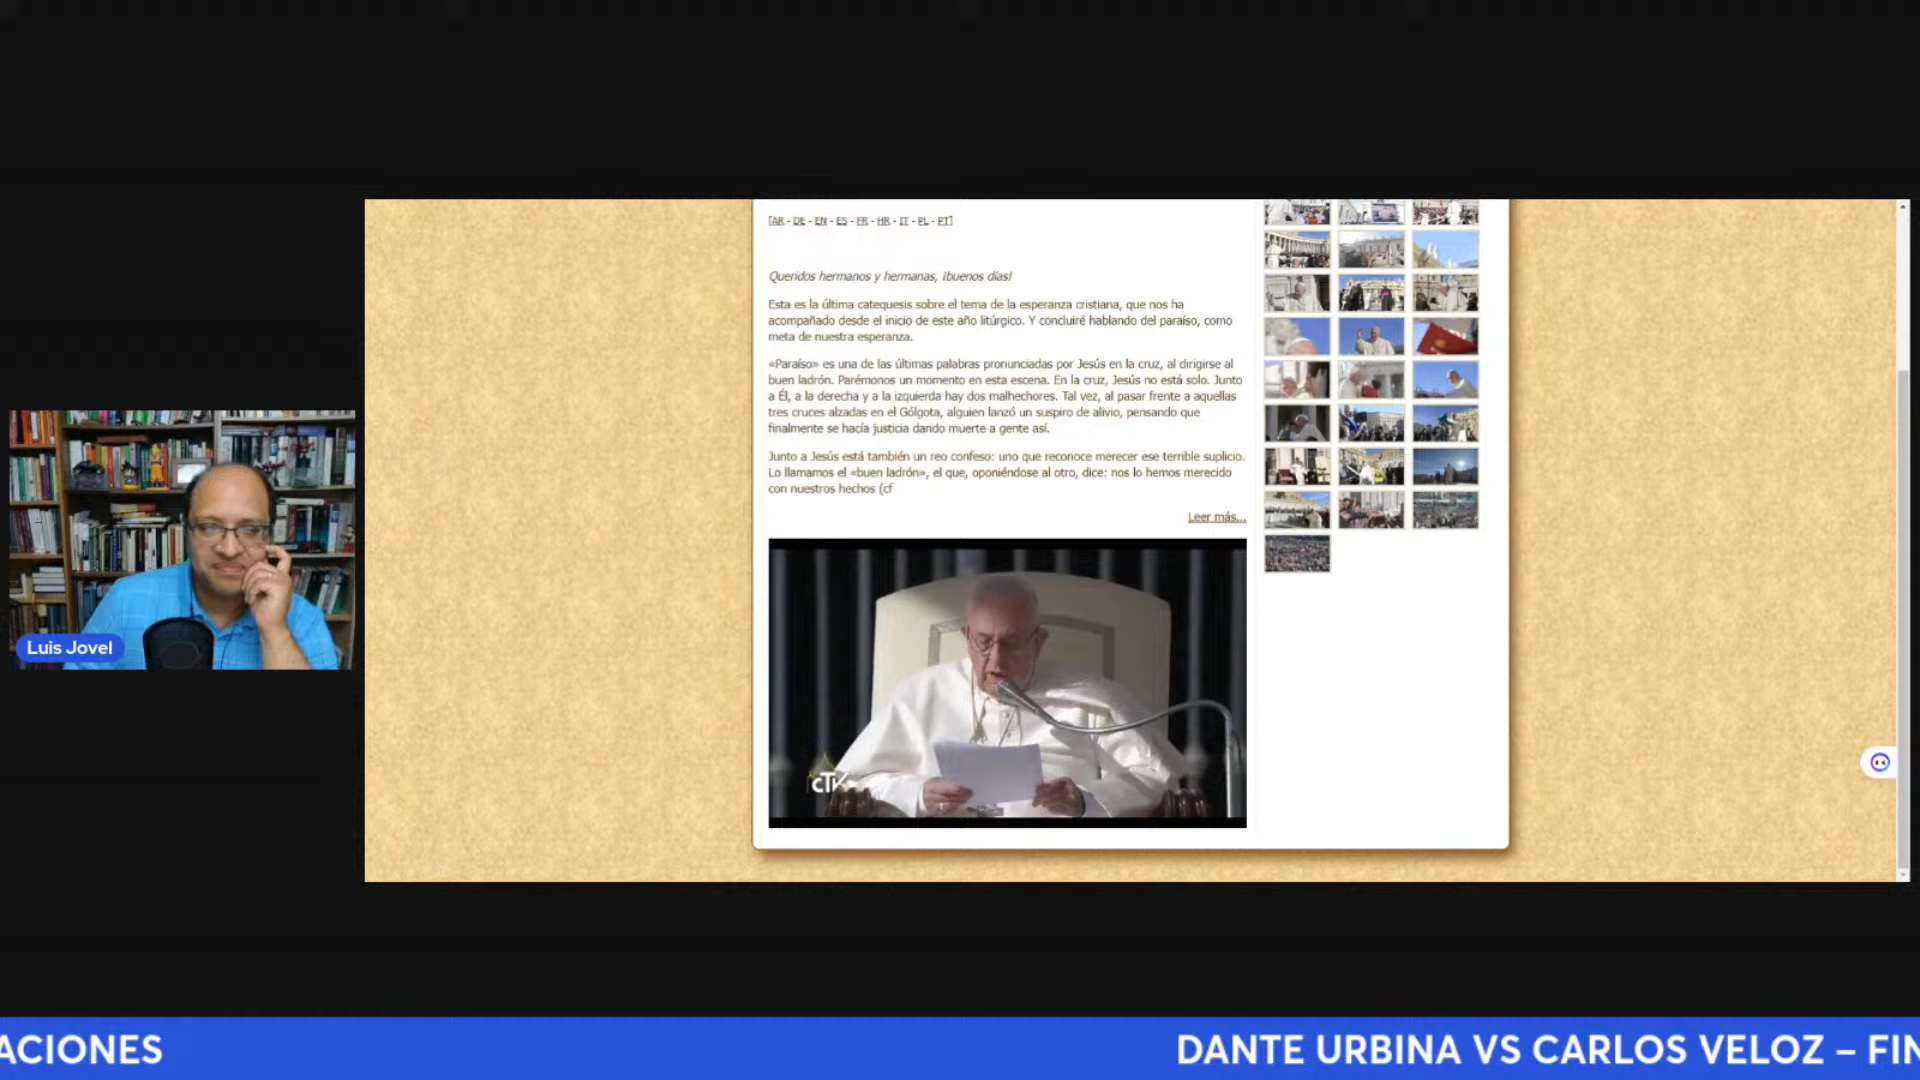 [AR - DE - EN - ES - FR - HR - IT - PL - PT]
Queridos hermanos y hermanas, ¡buenos días!
Esta es la última catequesis sobre el tema de la esperanza cristiana, que nos ha
acompañado desde el inicio de este año litúrgico. Y concluiré hablando del paraíso, como
meta de nuestra esperanza.
«Paraíso» es una de las últimas palabras pronunciadas por Jesús en la cruz, al dirigirse al
buen ladrón. Parémonos un momento en esta escena. En la cruz, Jesús no está solo. Junto
a Él, a la derecha y a la izquierda hay dos malhechores. Tal vez, al pasar frente a aquellas
tres cruces alzadas en el Gólgota, alguien lanzó un suspiro de alivio, pensando que
finalmente se hacía justicia dando muerte a gente así.
Junto a Jesús está también un reo confeso: uno que reconoce merecer ese terrible suplicio.
Lo llamamos el «buen ladrón», el que, oponiéndose al otro, dice: nos lo hemos merecido
con nuestros hechos (cf
Leer más...
cTV
Luis Jovel
ACIONES
DANTE URBINA VS CARLOS VELOZ – FIN